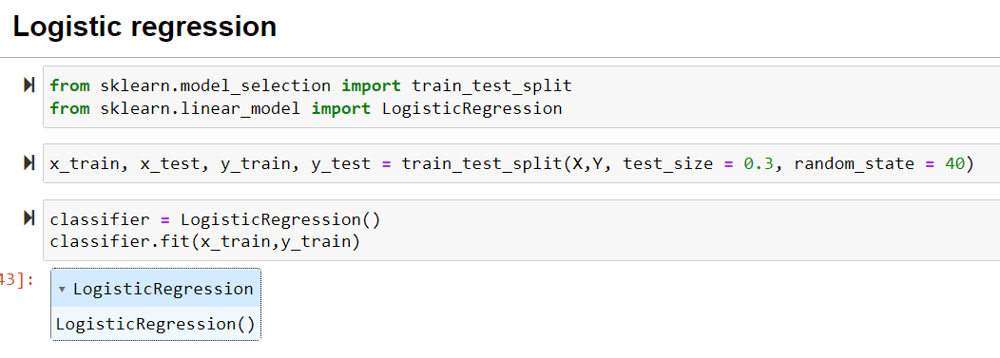 Logistic regression
from sklearn.model_selection import train_test_split
from sklearn.linear_model import LogisticRegression
x_train, x_test, y_train, y_test = train_test_split(X,Y, test_size = 0.3, random_state = 40)
classifier = LogisticRegression()
classifier.fit(x_train,y_train)
43]:
▾ LogisticRegression
LogisticRegression()